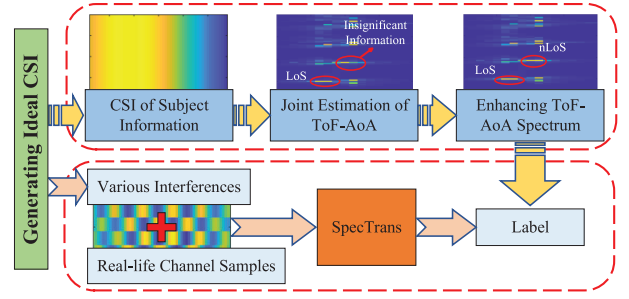 Generating Ideal CSI
Insignificant
Information
LoS
nLoS
LoS
CSI of Subject
Information
Joint Estimation of
ToF-AoA
Enhancing ToF-
AoA Spectrum
Various Interferences
Real-life Channel Samples
SpecTrans
Label